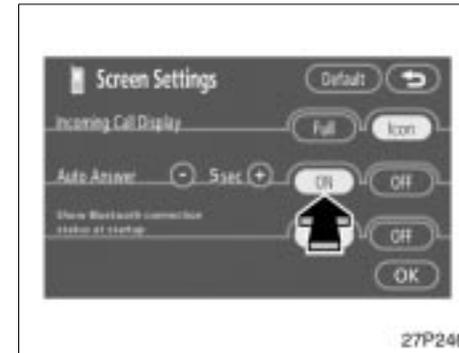 Screen Settings Default
Incoming Call Display Full Icon
Auto Answer - 5sec + ON OFF
Show Bluetooth connection
status at startup OFF
OK
27P246